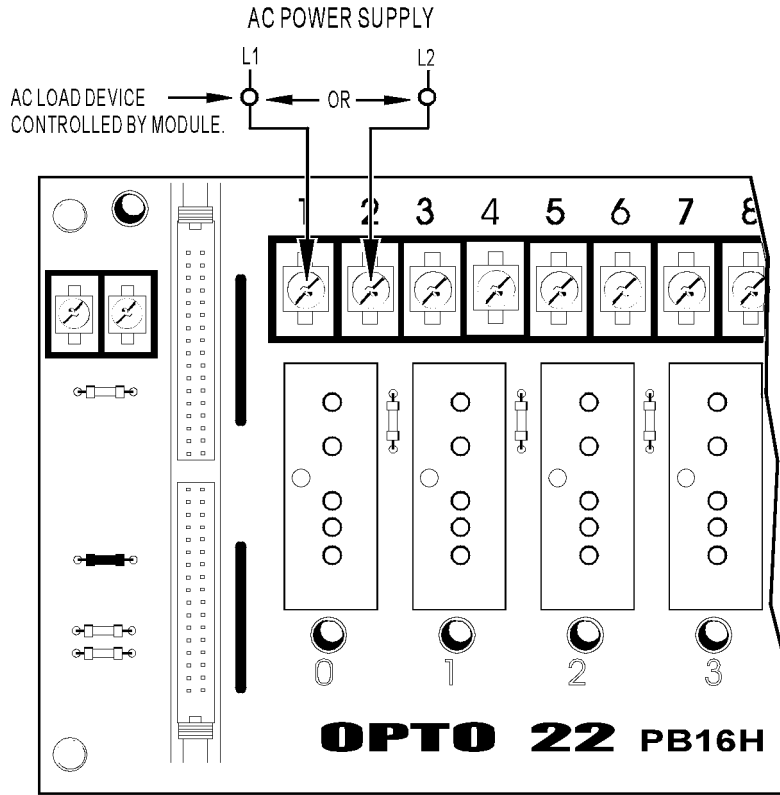 AC POWER SUPPLY
L1 L2
AC LOAD DEVICE OR
CONTROLLED BY MODULE.
1 2 3 4 5 6 7 8
0 1 2 3
OPTO 22 PB16H